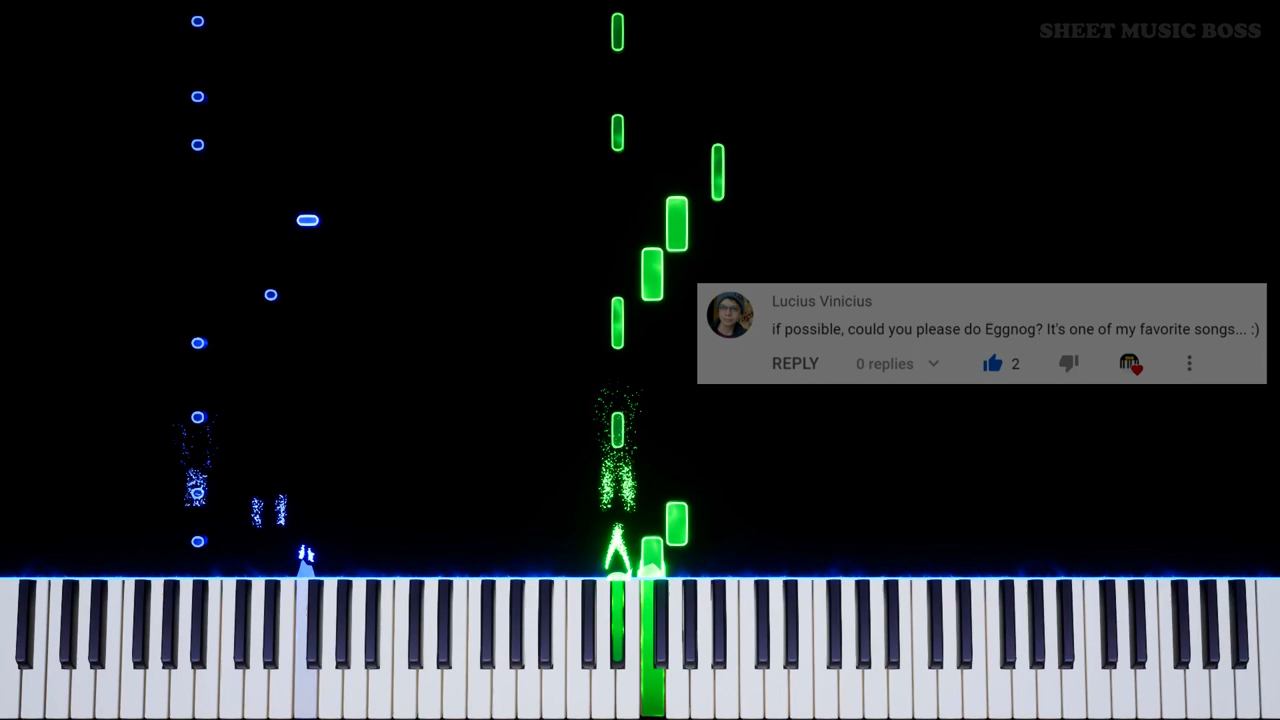 SHEET MUSIC BOSS
Lucius Vinicius
if possible, could you please do Eggnog? It's one of my favorite songs... :)
REPLY 0 replies 2